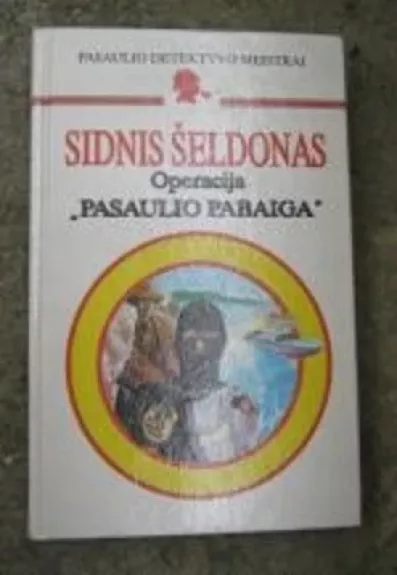 PASAULIO DETEKTYVO MEISTRAI
SIDNIS ŠELDONAS
Operacija
„PASAULIO PABAIGA"